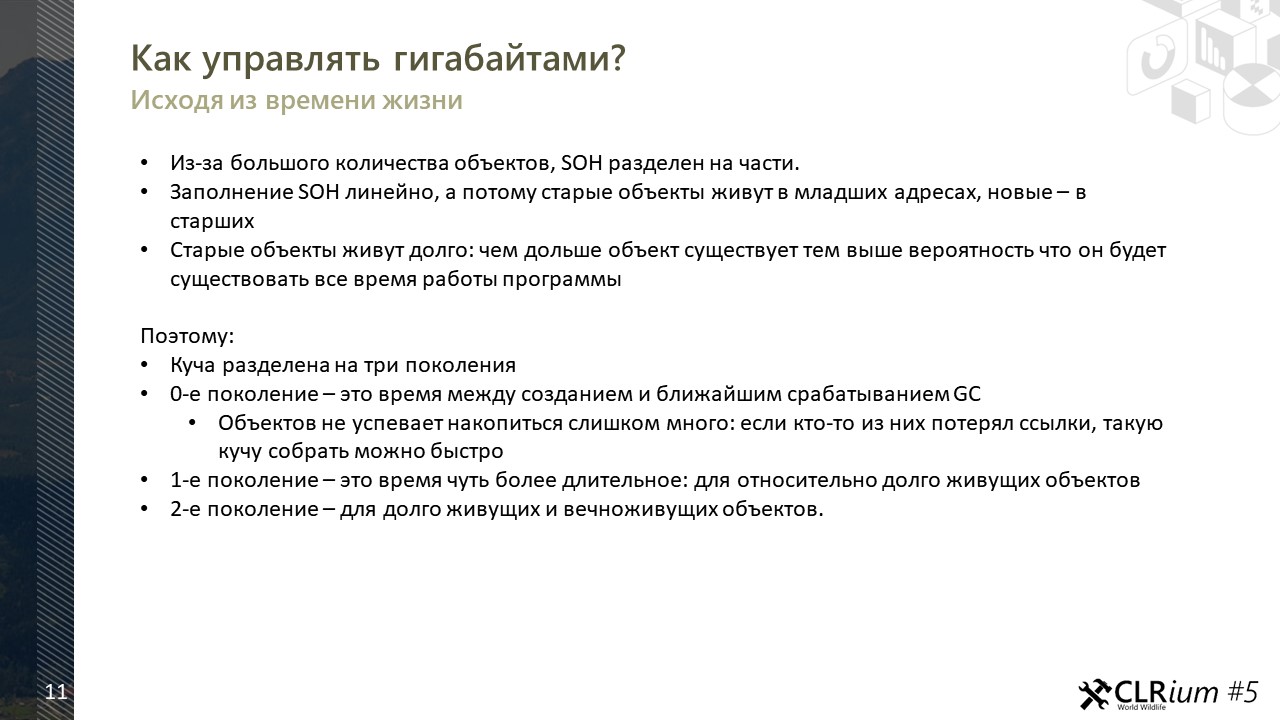 Как управлять гигабайтами?
Исходя из времени жизни
• Из-за большого количества объектов, SOH разделен на части.
• Заполнение SOH линейно, а потому старые объекты живут в младших адресах, новые – в
старших
• Старые объекты живут долго: чем дольше объект существует тем выше вероятность что он будет
существовать все время работы программы
Поэтому:
• Куча разделена на три поколения
• 0-е поколение – это время между созданием и ближайшим срабатыванием GC
• Объектов не успевает накопиться слишком много: если кто-то из них потерял ссылки, такую
кучу собрать можно быстро
• 1-е поколение – это время чуть более длительное: для относительно долго живущих объектов
• 2-е поколение – для долго живущих и вечноживущих объектов.
11
CLRium #5
World Wildlife